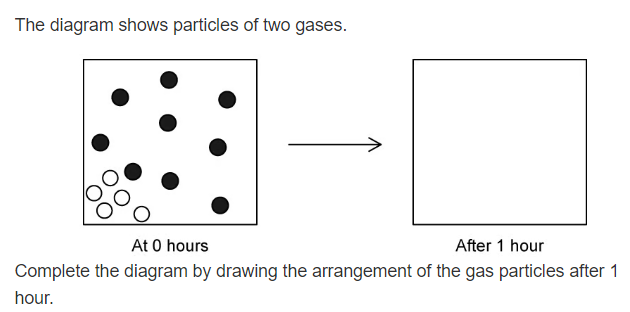 The diagram shows particles of two gases.
At 0 hours
After 1 hour
Complete the diagram by drawing the arrangement of the gas particles after 1
hour.